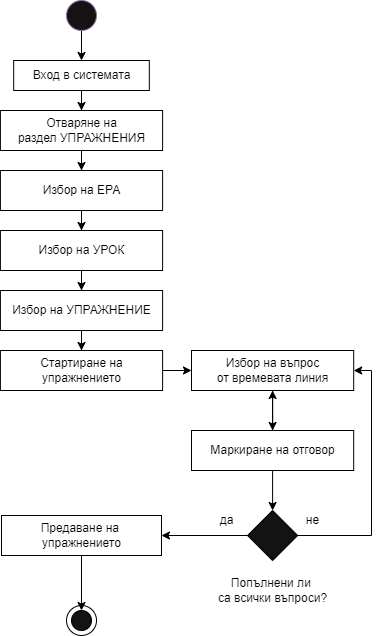 Вход в системата
Отваряне на
раздел УПРАЖНЕНИЯ
Избор на ЕРА
Избор на УРОК
Избор на УПРАЖНЕНИЕ
Стартиране на
упражнението
Избор на въпрос
от времевата линия
Маркиране на отговор
да
не
Предаване на
упражнението
Попълнени ли
са всички въпроси?